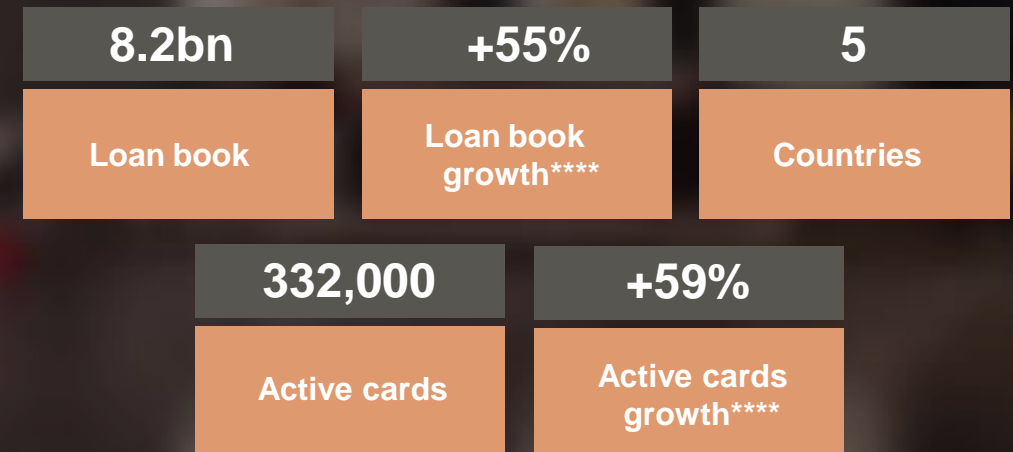 8.2bn
+55%
5
Loan book
Loan book
growth****
Countries
332,000
+59%
Active cards
Active cards
growth****